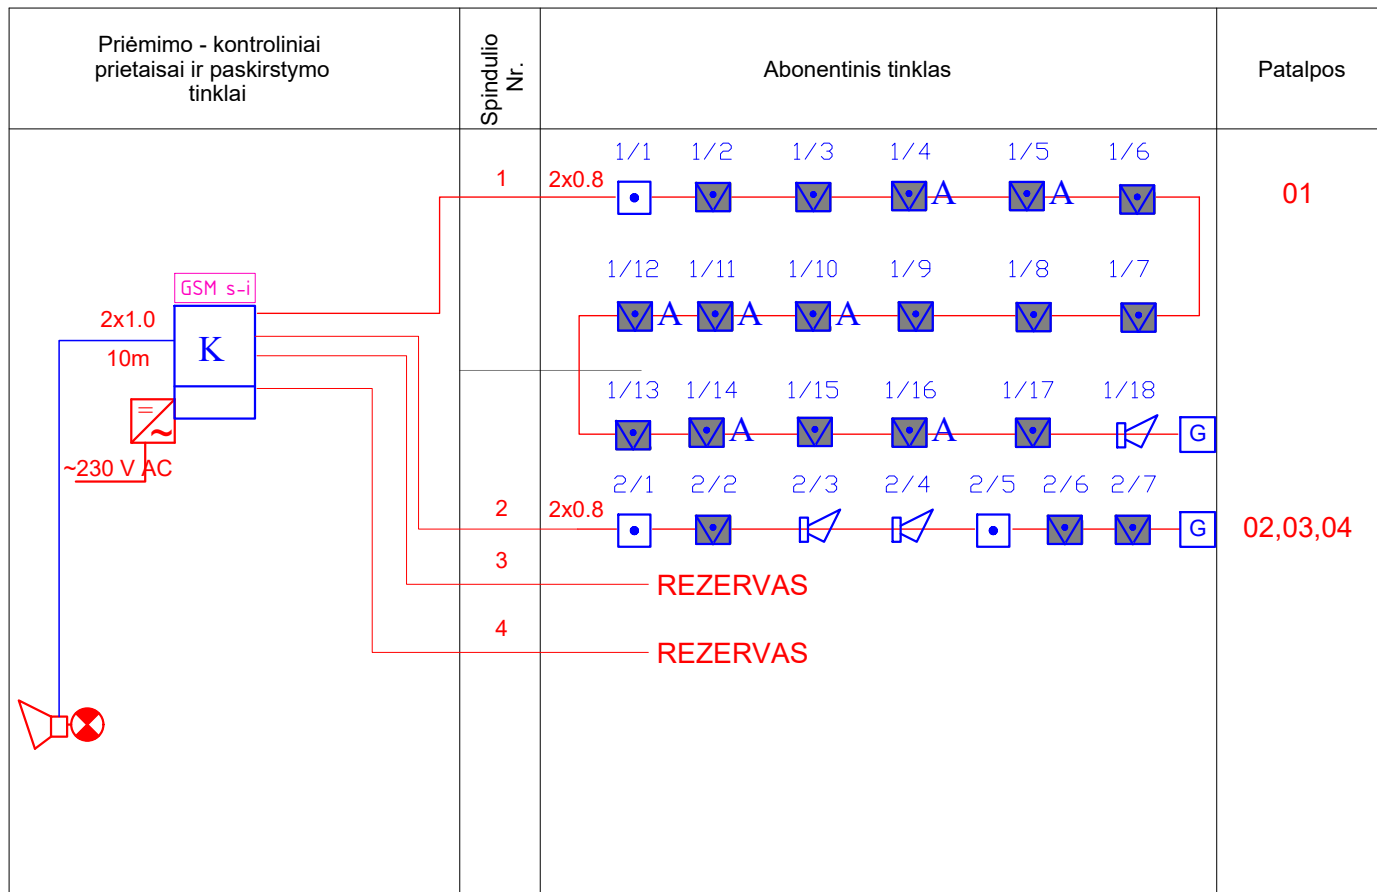 Priėmimo - kontroliniai
prietaisai ir paskirstymo
tinklai
Spindulio
Nr.
Abonentinis tinklas
Patalpos
1/1 1/2 1/3 1/4 1/5 1/6
1 2x0.8 A A 01
1/12 1/11 1/10 1/9 1/8 1/7
A A A
GSM s-i
2x1.0
K
10m
1/13 1/14 1/15 1/16 1/17 1/18
A A G
~230 V AC
2/1 2/2 2/3 2/4 2/5 2/6 2/7
2 2x0.8 G 02,03,04
3
REZERVAS
4
REZERVAS